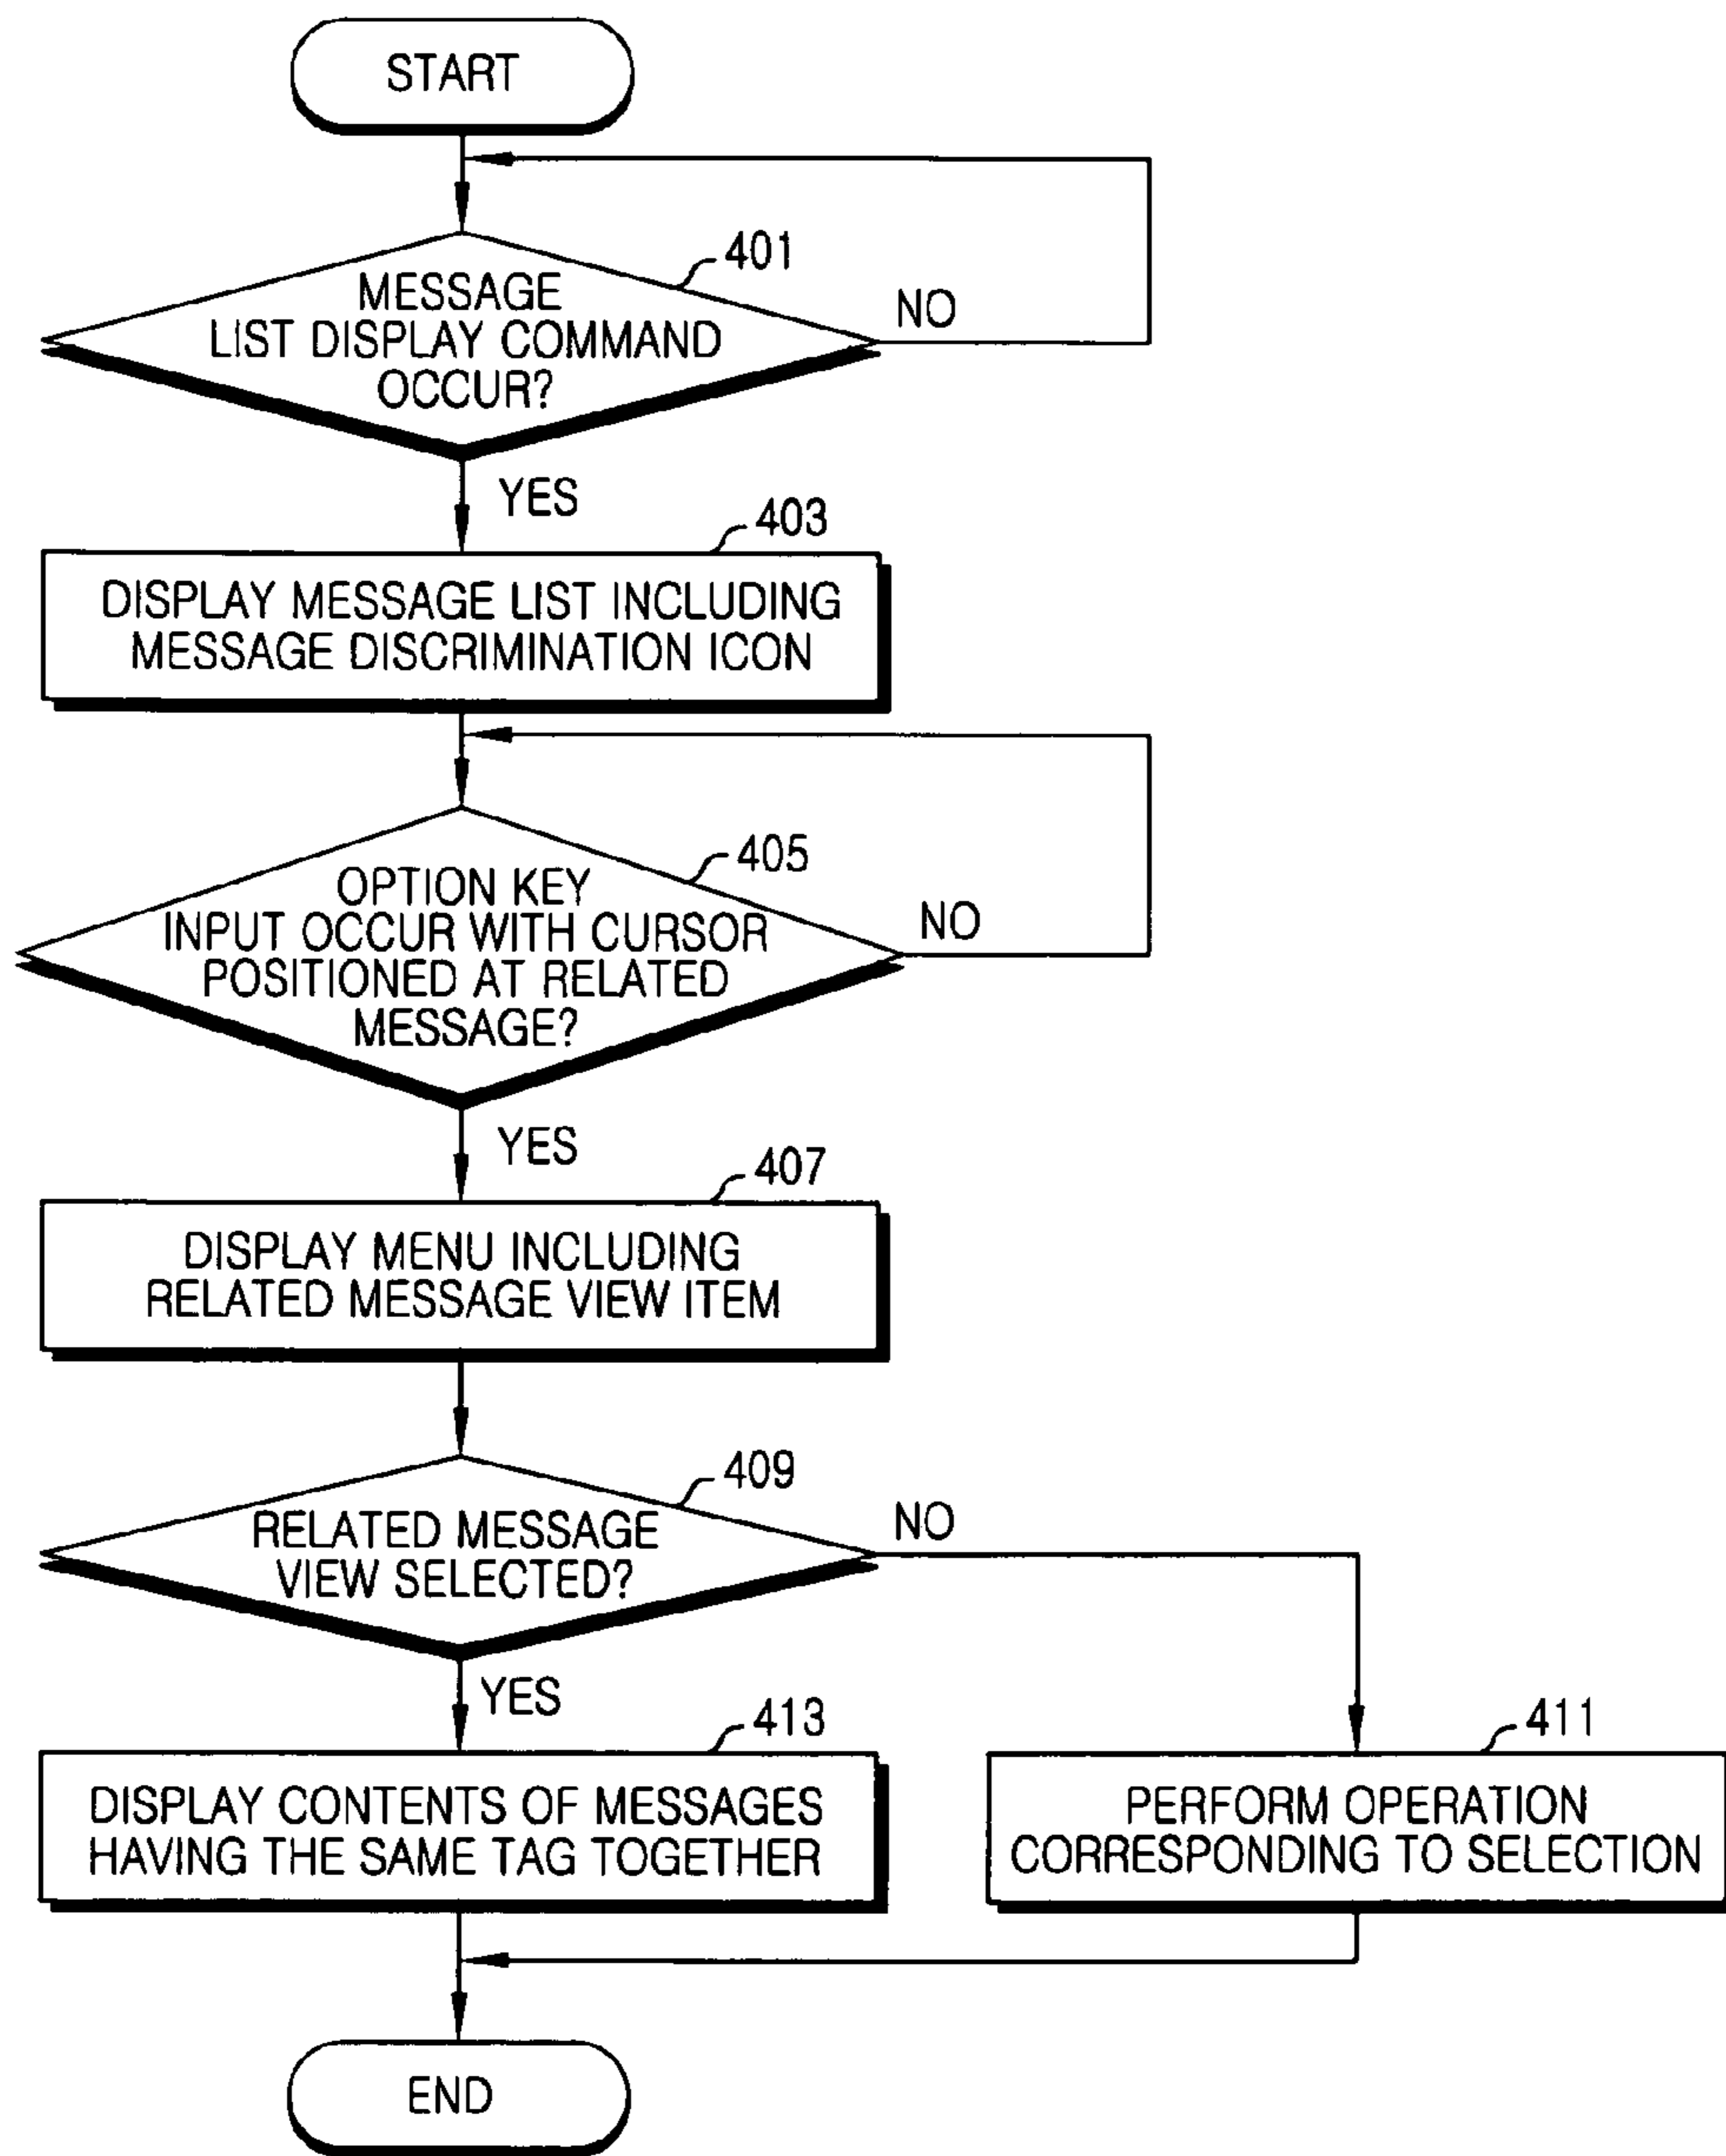 START
401
MESSAGE
LIST DISPLAY COMMAND
OCCUR?
NO
YES
403
DISPLAY MESSAGE LIST INCLUDING
MESSAGE DISCRIMINATION ICON
405
OPTION KEY
INPUT OCCUR WITH CURSOR
POSITIONED AT RELATED
MESSAGE?
NO
YES
407
DISPLAY MENU INCLUDING
RELATED MESSAGE VIEW ITEM
409
RELATED MESSAGE
VIEW SELECTED?
NO
YES
413
DISPLAY CONTENTS OF MESSAGES
HAVING THE SAME TAG TOGETHER
411
PERFORM OPERATION
CORRESPONDING TO SELECTION
END